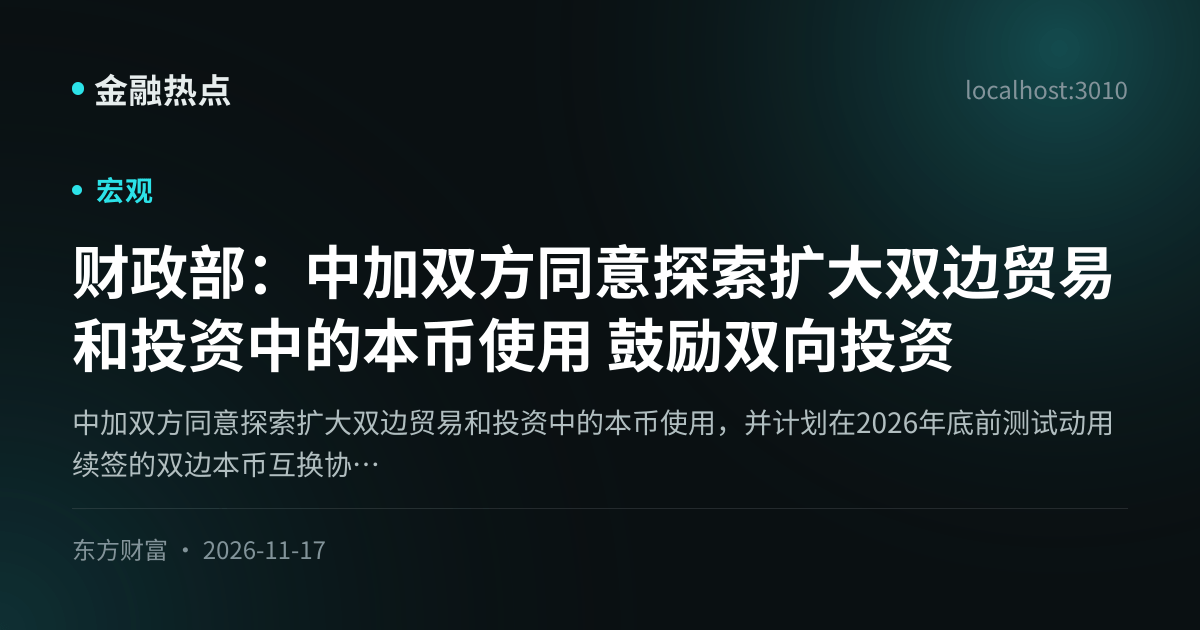 金融热点
localhost:3010
宏观
财政部：中加双方同意探索扩大双边贸易
和投资中的本币使用 鼓励双向投资
中加双方同意探索扩大双边贸易和投资中的本币使用，并计划在2026年底前测试动用
续签的双边本币互换协…
东方财富 · 2026-11-17